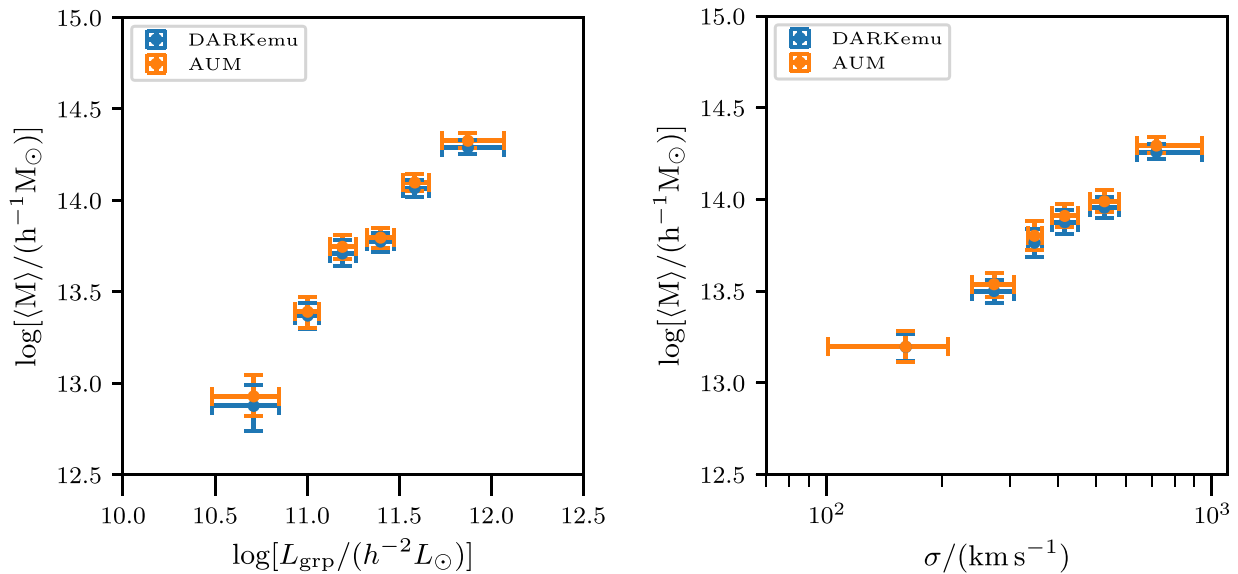 15.0
14.5
14.0
13.5
13.0
12.5
log[⟨M⟩/(h⁻¹M☉)]
DARKemu
AUM
10.0 10.5 11.0 11.5 12.0 12.5
log[L_grp/(h⁻²L☉)]
15.0
14.5
14.0
13.5
13.0
12.5
log[⟨M⟩/(h⁻¹M☉)]
DARKemu
AUM
10² 10³
σ/(km s⁻¹)